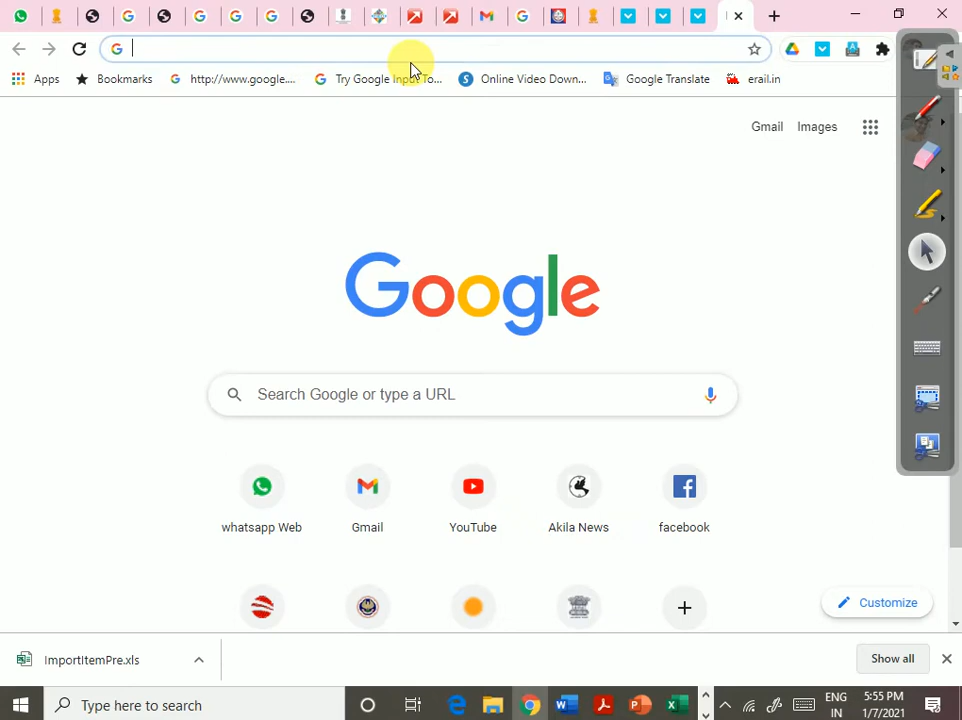 Apps
Bookmarks
http://www.google....
Try Google Input To...
Online Video Down...
Google Translate
erail.in
Gmail
Images
Google
Search Google or type a URL
whatsapp Web
Gmail
YouTube
Akila News
facebook
Customize
ImportItemPre.xls
Show all
Type here to search
ENG
IN
5:55 PM
1/7/2021